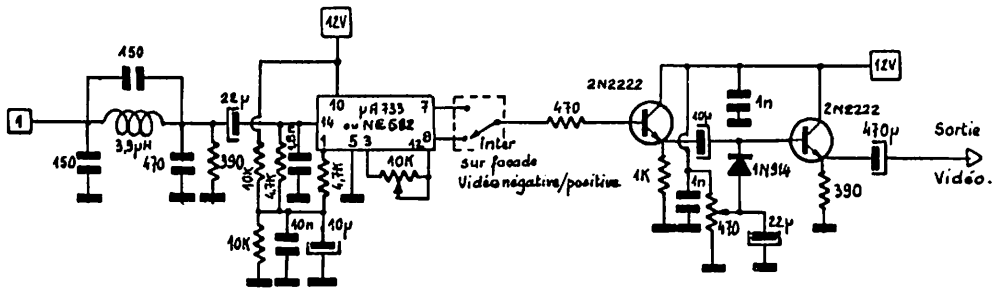 12V
150
22µ
10
µA733
ou NE592
7
8
12
14
1
5
3
1
3,9µH
150
470
390
10K
4,7K
4,7K
10K
10K
10n
10µ
Inter
sur façade
Vidéo négative/positive
470
2N2222
1K
1n
10µ
1n
12V
2N2222
1N914
470
22µ
390
470µ
Sortie
Vidéo.